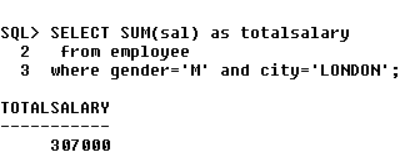 SQL> SELECT SUM(sal) as totalsalary
2 from employee
3 where gender='M' and city='LONDON';
TOTALSALARY
-----------
307000